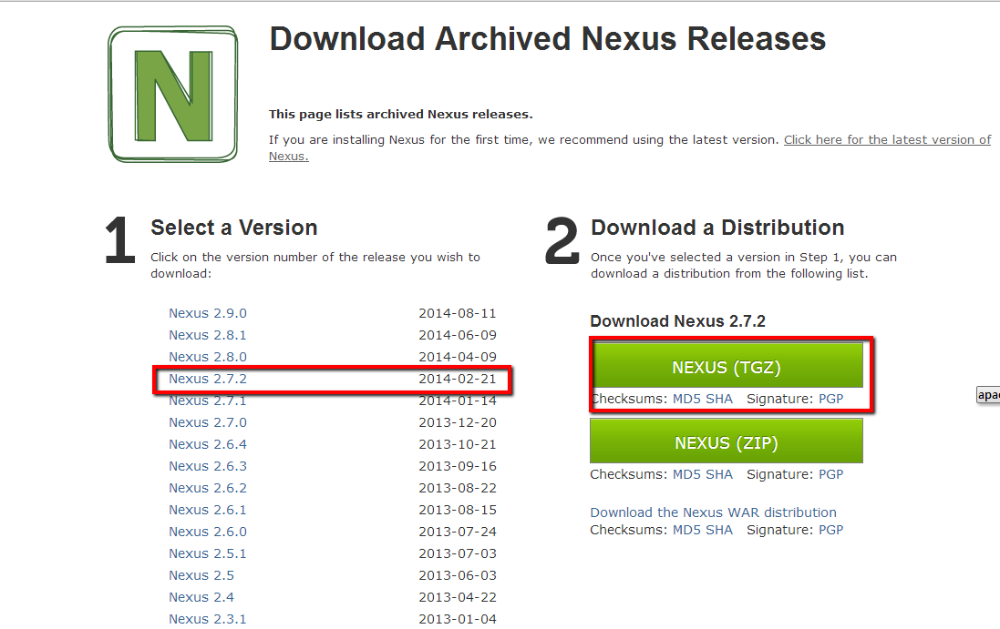 N
Download Archived Nexus Releases
This page lists archived Nexus releases.
If you are installing Nexus for the first time, we recommend using the latest version. Click here for the latest version of
Nexus.
1 Select a Version
Click on the version number of the release you wish to
download:
Nexus 2.9.0 2014-08-11
Nexus 2.8.1 2014-06-09
Nexus 2.8.0 2014-04-09
Nexus 2.7.2 2014-02-21
Nexus 2.7.1 2014-01-14
Nexus 2.7.0 2013-12-20
Nexus 2.6.4 2013-10-21
Nexus 2.6.3 2013-09-16
Nexus 2.6.2 2013-08-22
Nexus 2.6.1 2013-08-15
Nexus 2.6.0 2013-07-24
Nexus 2.5.1 2013-07-03
Nexus 2.5 2013-06-03
Nexus 2.4 2013-04-22
Nexus 2.3.1 2013-01-04
2 Download a Distribution
Once you've selected a version in Step 1, you can
download a distribution from the following list.
Download Nexus 2.7.2
NEXUS (TGZ)
Checksums: MD5 SHA Signature: PGP
NEXUS (ZIP)
Checksums: MD5 SHA Signature: PGP
Download the Nexus WAR distribution
Checksums: MD5 SHA Signature: PGP